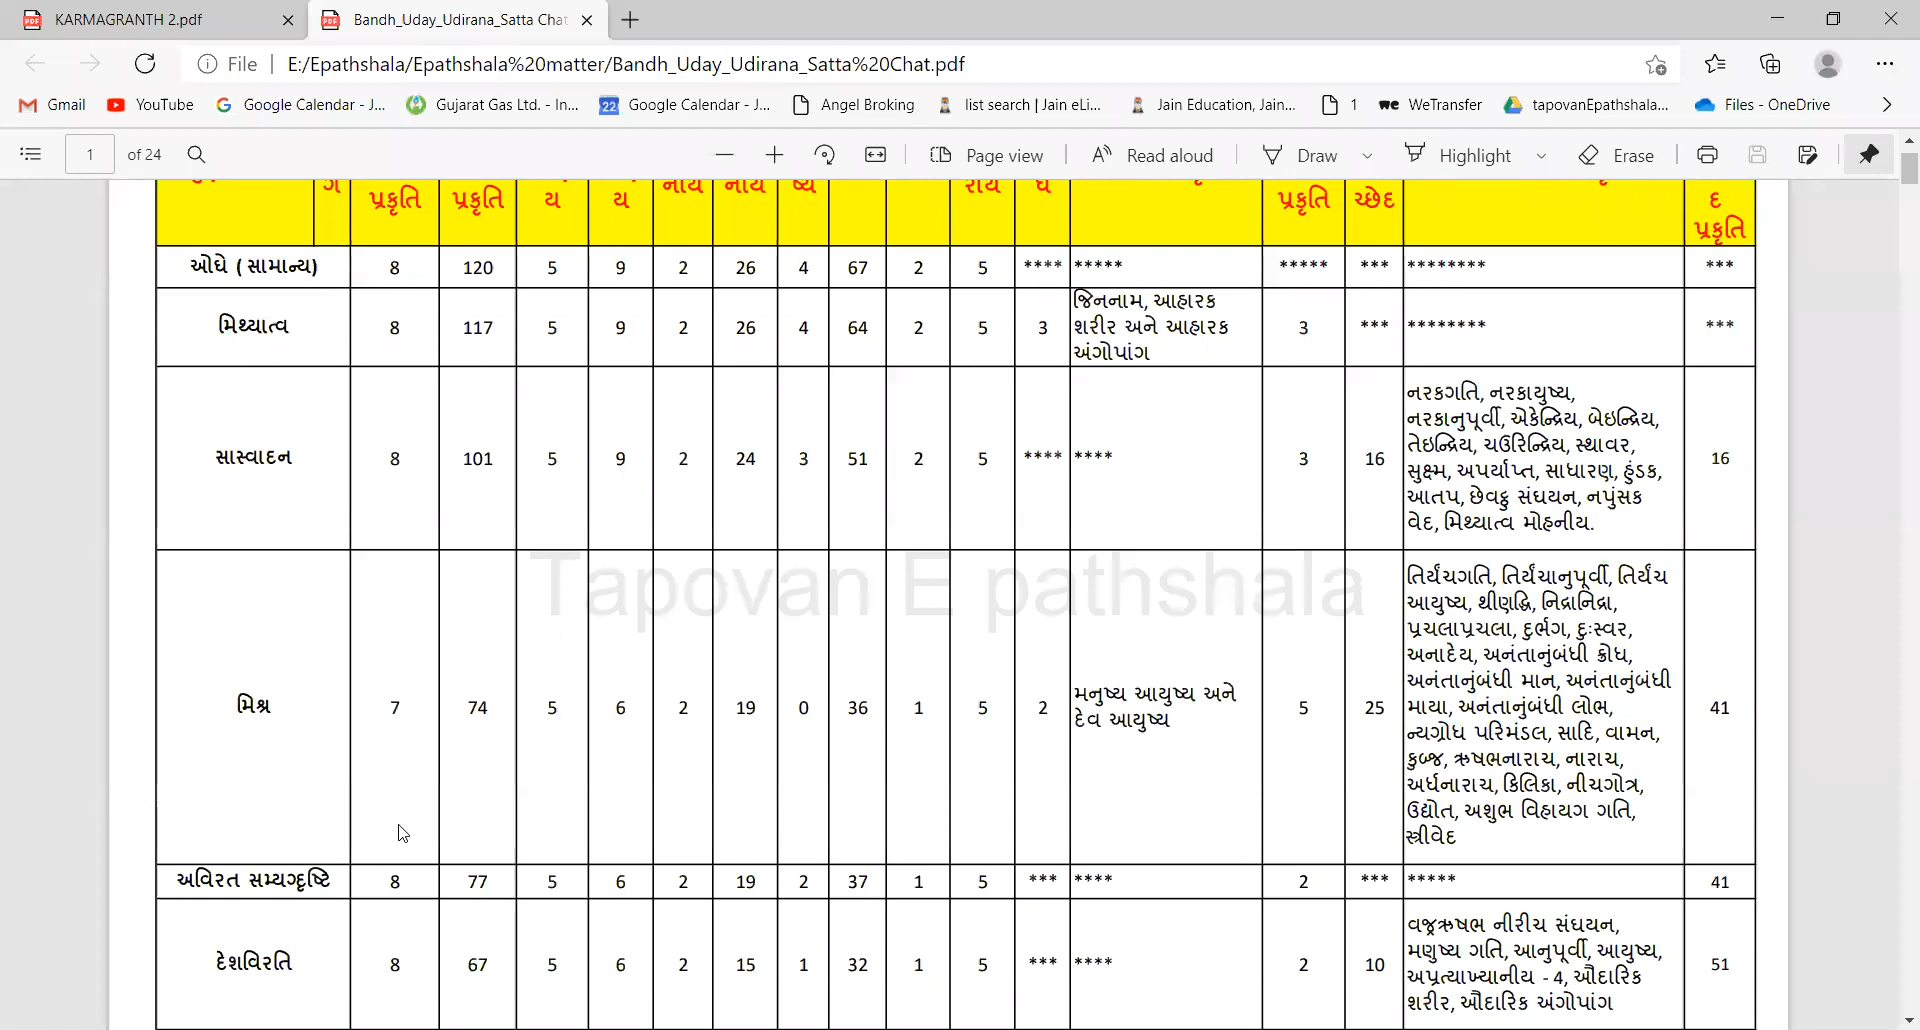 KARMAGRANTH 2.pdf
Bandh_Uday_Udirana_Satta Chat
File E:/Epathshala/Epathshala%20matter/Bandh_Uday_Udirana_Satta%20Chat.pdf
Gmail YouTube Google Calendar - J... Gujarat Gas Ltd. - In... Google Calendar - J... Angel Broking list search | Jain eLi... Jain Education, Jain... 1 WeTransfer tapovanEpathshala... Files - OneDrive
1 of 24 Page view Read aloud Draw Highlight Erase
ગ પ્રકૃતિ પ્રકૃતિ ય ય નીય નીય ષ્ય રાય ધ પ્રકૃતિ ચ્છેદ દ
પ્રકૃતિ
ઓઘે ( સામાન્ય) 8 120 5 9 2 26 4 67 2 5 **** ***** ***** *** ******** ***
મિથ્યાત્વ 8 117 5 9 2 26 4 64 2 5 3 જિનનામ, આહારક
શરીર અને આહારક
અંગોપાંગ 3 *** ******** ***
સાસ્વાદન 8 101 5 9 2 24 3 51 2 5 **** **** 3 16 નરકગતિ, નરકાયુષ્ય,
નરકાનુપૂર્વી, એકેન્દ્રિય, બેઇન્દ્રિય,
તેઇન્દ્રિય, ચઉરિન્દ્રિય, સ્થાવર,
સુક્ષ્મ, અપર્યાપ્ત, સાધારણ, હુંડક,
આતપ, છેવઠ્ઠુ સંઘયન, નપુંસક
વેદ, મિથ્યાત્વ મોહનીય. 16
મિશ્ર 7 74 5 6 2 19 0 36 1 5 2 મનુષ્ય આયુષ્ય અને
દેવ આયુષ્ય 5 25 તિર્યંચગતિ, તિર્યંચાનુપૂર્વી, તિર્યંચ
આયુષ્ય, થીણદ્ધિ, નિદ્રાનિદ્રા,
પ્રચલાપ્રચલા, દુર્ભગ, દુઃસ્વર,
અનાદેય, અનંતાનુંબંધી ક્રોધ,
અનંતાનુંબંધી માન, અનંતાનુંબંધી
માયા, અનંતાનુંબંધી લોભ,
ન્યગ્રોધ પરિમંડલ, સાદિ, વામન,
કુબ્જ, ઋષભનારાચ, નારાચ,
અર્ધનારાચ, કિલિકા, નીચગોત્ર,
ઉદ્યોત, અશુભ વિહાયગ ગતિ,
સ્ત્રીવેદ 41
અવિરત સમ્યગ્દૃષ્ટિ 8 77 5 6 2 19 2 37 1 5 *** **** 2 *** ***** 41
દેશવિરતિ 8 67 5 6 2 15 1 32 1 5 *** **** 2 10 વજ્રઋષભ નીરીચ સંઘયન,
મણુષ્ય ગતિ, આનુપૂર્વી, આયુષ્ય,
અપ્રત્યાખ્યાનીય - 4, ઔદારિક
શરીર, ઔદારિક અંગોપાંગ 51
Tapovan E pathshala